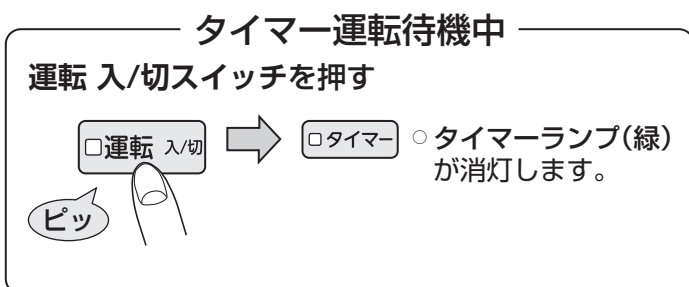 タイマー運転待機中
運転 入/切スイッチを押す
運転 入/切
タイマー
○ タイマーランプ(緑)
が消灯します。
ピッ